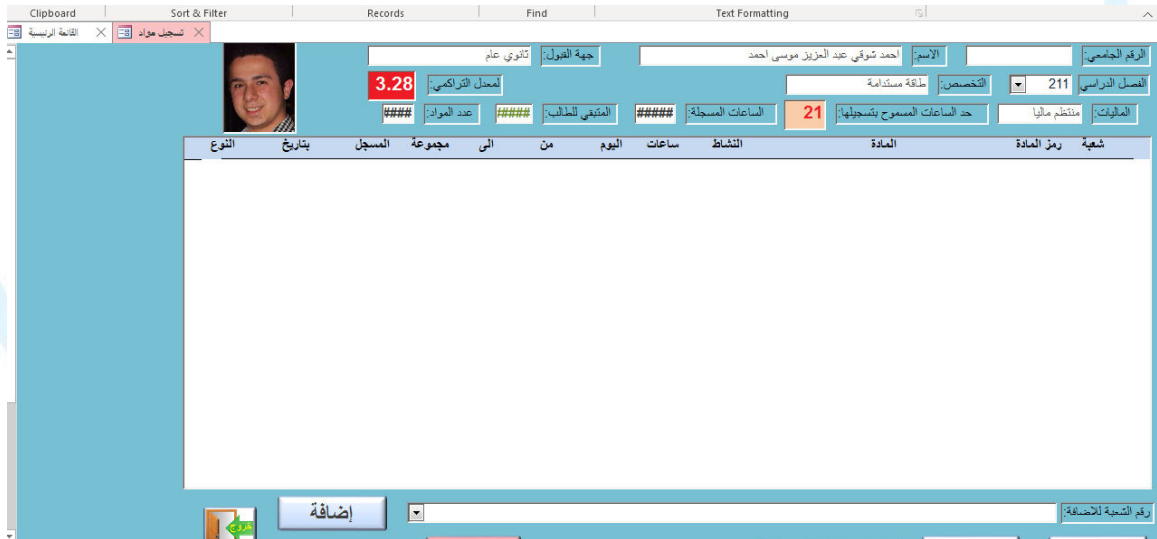 Clipboard Sort & Filter Records Find Text Formatting
القائمة الرئيسية تسجيل مواد
الرقم الجامعي: الاسم: احمد شوقي عبد العزيز موسى احمد جهة القبول: ثانوي عام
الفصل الدراسي 211 التخصص: طاقة مستدامة لمعدل التراكمي: 3.28
الماليات: منتظم ماليا حد الساعات المسموح بتسجيلها: 21 الساعات المسجلة: ##### المتبقي للطالب: ##### عدد المواد: ####
شعبة رمز المادة المادة النشاط ساعات اليوم من الى مجموعة المسجل بتاريخ النوع
رقم الشعبة للاضافة: إضافة
خروج